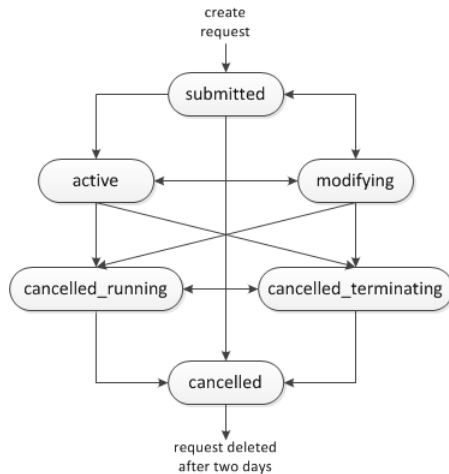 create
request
submitted
active
modifying
cancelled_running
cancelled_terminating
cancelled
request deleted
after two days